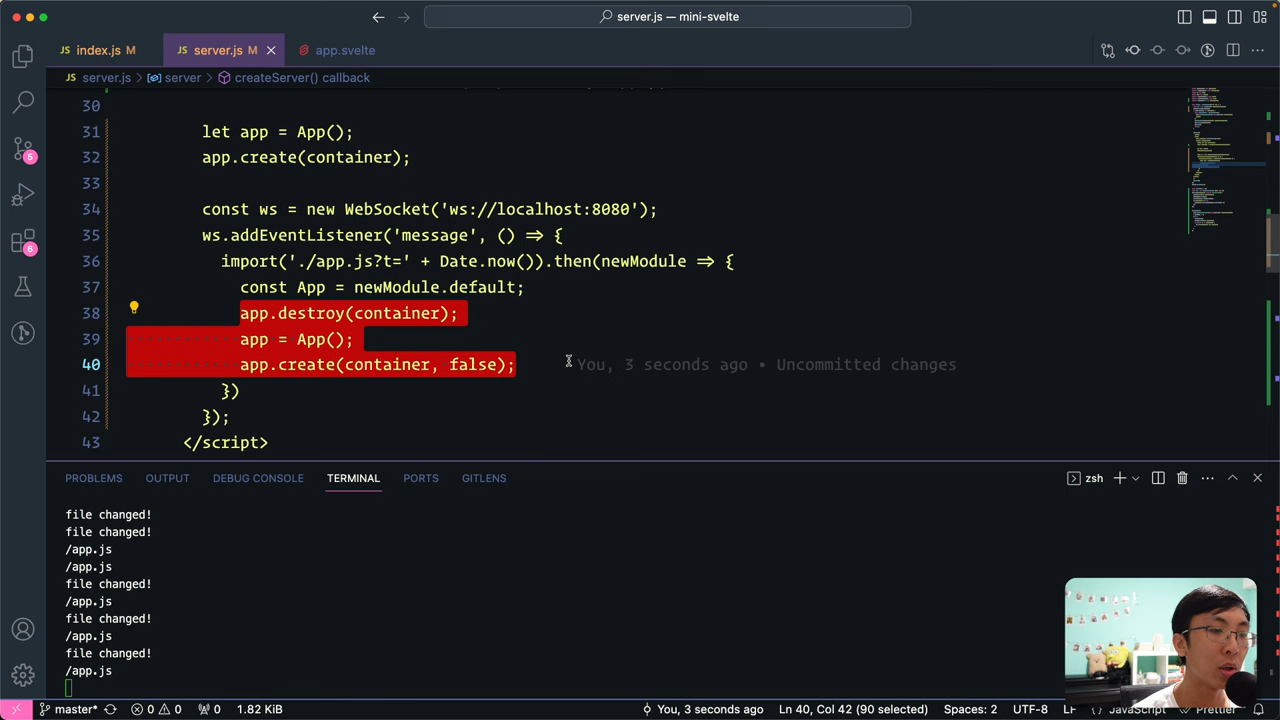 server.js — mini-svelte
JS index.js M
JS server.js M
app.svelte
JS server.js > server > createServer() callback
30
31 let app = App();
32 app.create(container);
33
34 const ws = new WebSocket('ws://localhost:8080');
35 ws.addEventListener('message', () => {
36 import('./app.js?t=' + Date.now()).then(newModule => {
37 const App = newModule.default;
38 app.destroy(container);
39 app = App();
40 app.create(container, false); You, 3 seconds ago • Uncommitted changes
41 })
42 });
43 </script>
5
6
PROBLEMS OUTPUT DEBUG CONSOLE TERMINAL PORTS GITLENS
zsh
file changed!
file changed!
/app.js
/app.js
file changed!
/app.js
file changed!
/app.js
file changed!
/app.js
master* 0 0 0 1.82 KiB You, 3 seconds ago Ln 40, Col 42 (90 selected) Spaces: 2 UTF-8 LF JavaScript Prettier